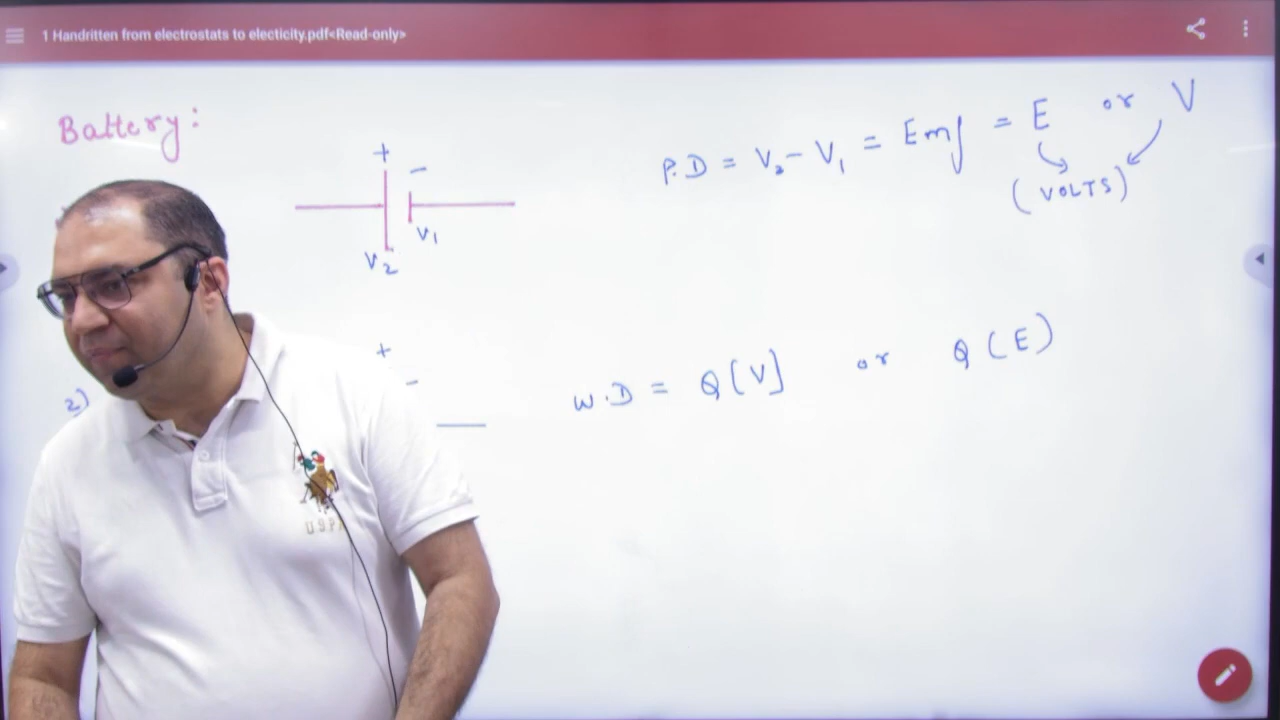 1 Handritten from electrostats to electicity.pdf<Read-only>
Battery:
P.D = V₂ - V₁ = Emf = E or V
(VOLTS)
+
-
V₁
V₂
2)
+
-
W.D = Q[V] or Q(E)